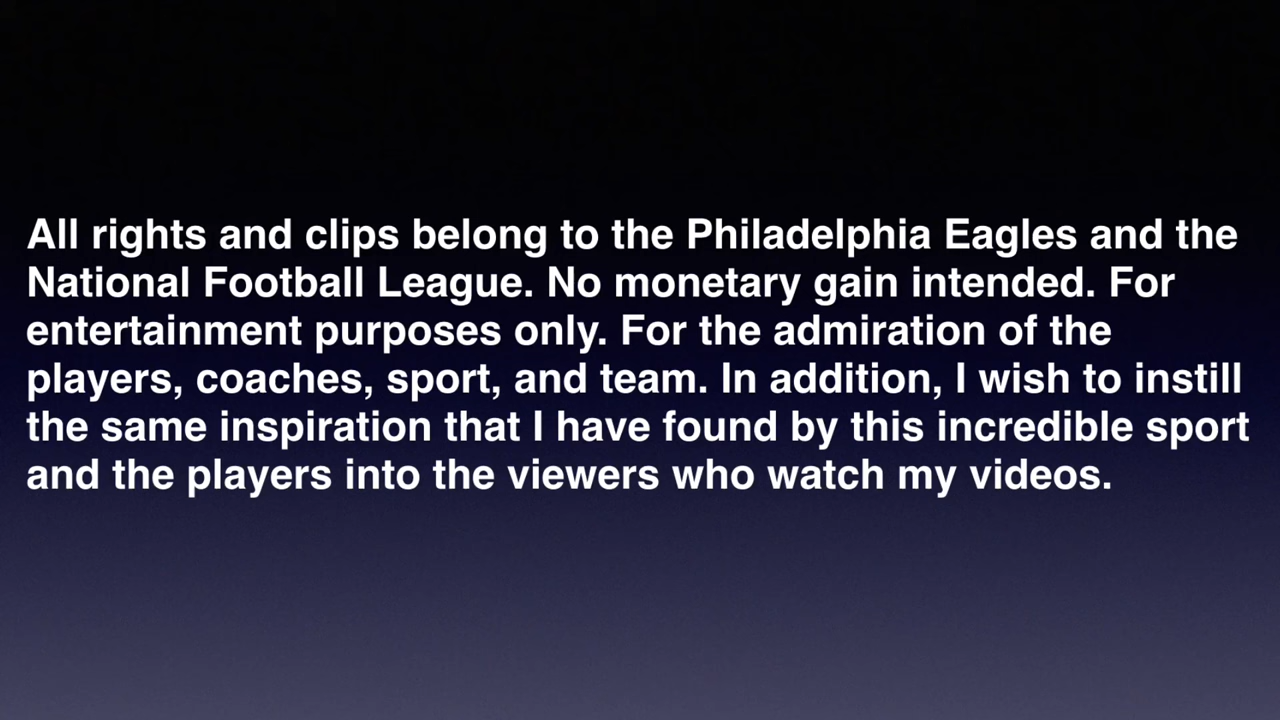 All rights and clips belong to the Philadelphia Eagles and the
National Football League. No monetary gain intended. For
entertainment purposes only. For the admiration of the
players, coaches, sport, and team. In addition, I wish to instill
the same inspiration that I have found by this incredible sport
and the players into the viewers who watch my videos.